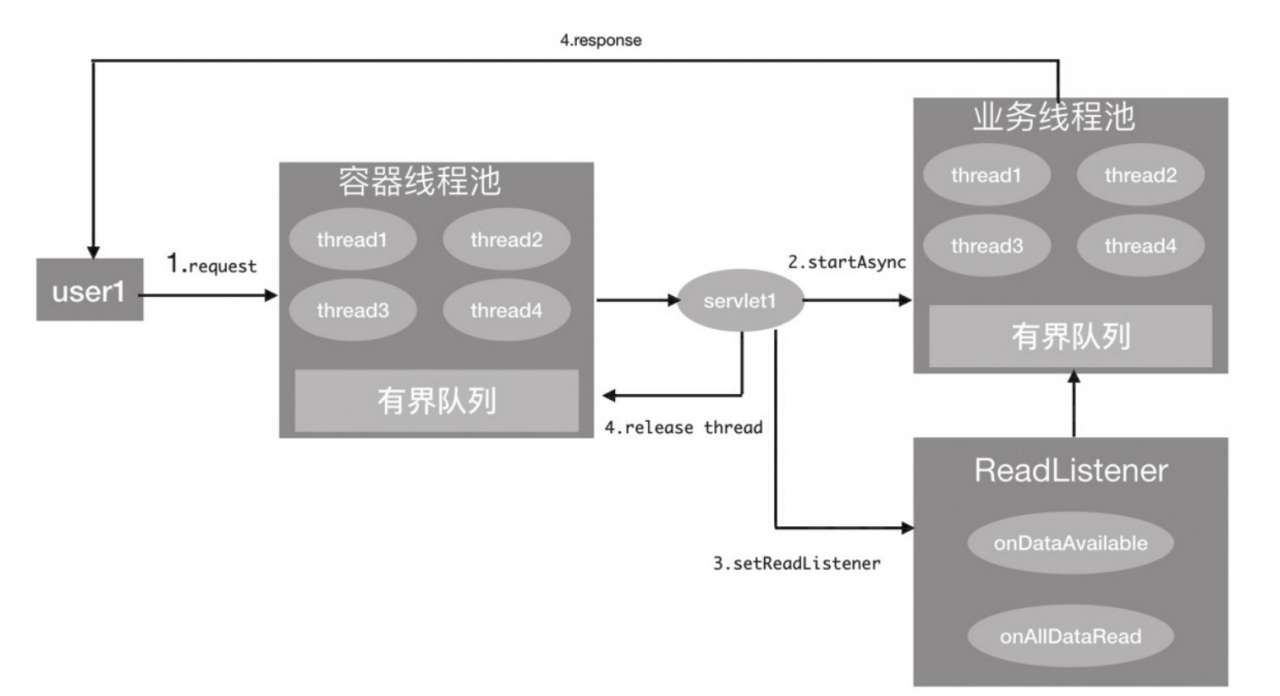 4.response
业务线程池
thread1
thread2
thread3
thread4
有界队列
容器线程池
thread1
thread2
thread3
thread4
有界队列
user1
1.request
servlet1
2.startAsync
4.release thread
3.setReadListener
ReadListener
onDataAvailable
onAllDataRead